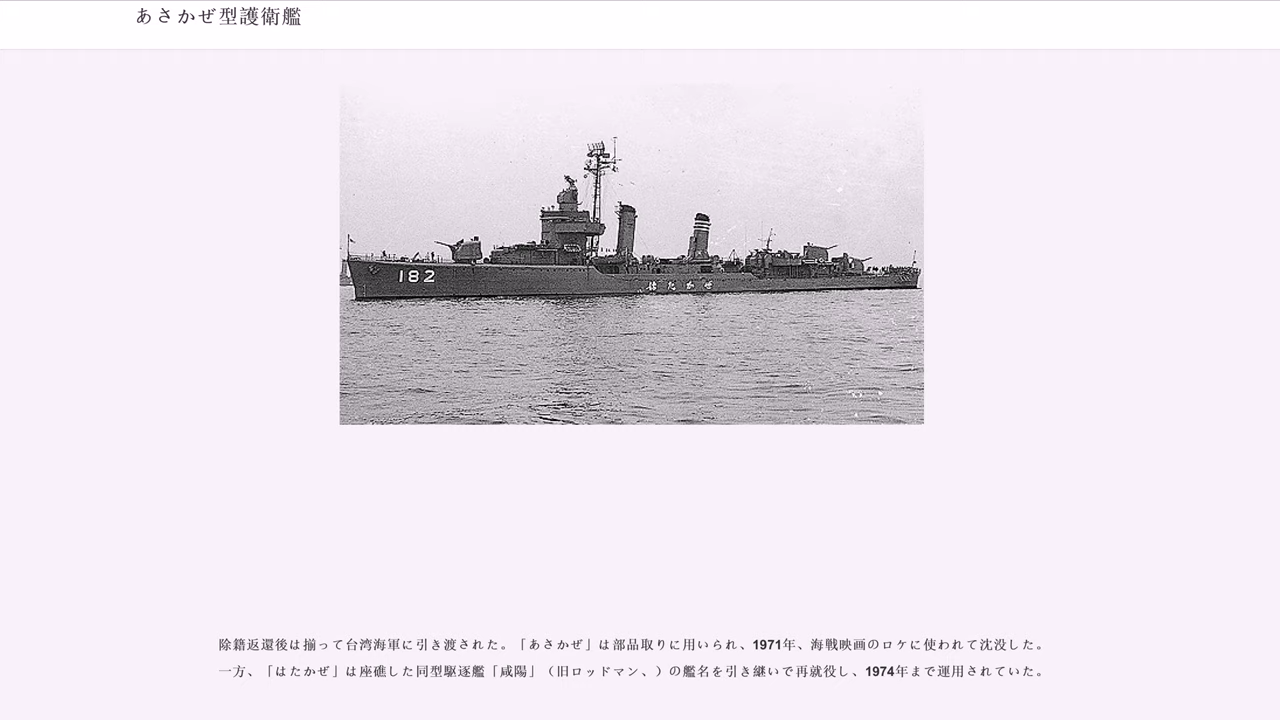 あさかぜ型護衛艦
182
はたかぜ
除籍返還後は揃って台湾海軍に引き渡された。「あさかぜ」は部品取りに用いられ、1971年、海戦映画のロケに使われて沈没した。
一方、「はたかぜ」は座礁した同型駆逐艦「咸陽」（旧ロッドマン、）の艦名を引き継いで再就役し、1974年まで運用されていた。